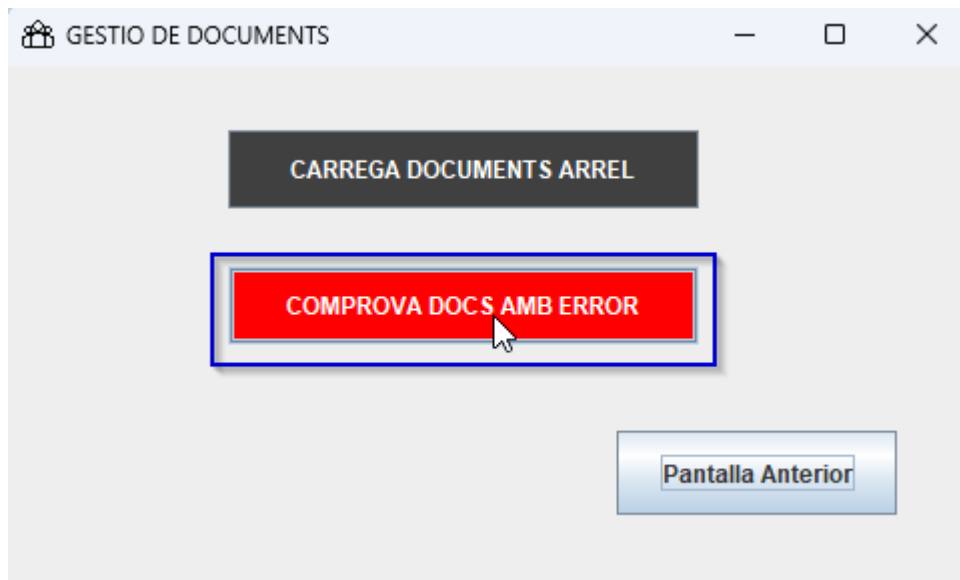 GESTIO DE DOCUMENTS
CARREGA DOCUMENTS ARREL
COMPROVA DOCS AMB ERROR
Pantalla Anterior